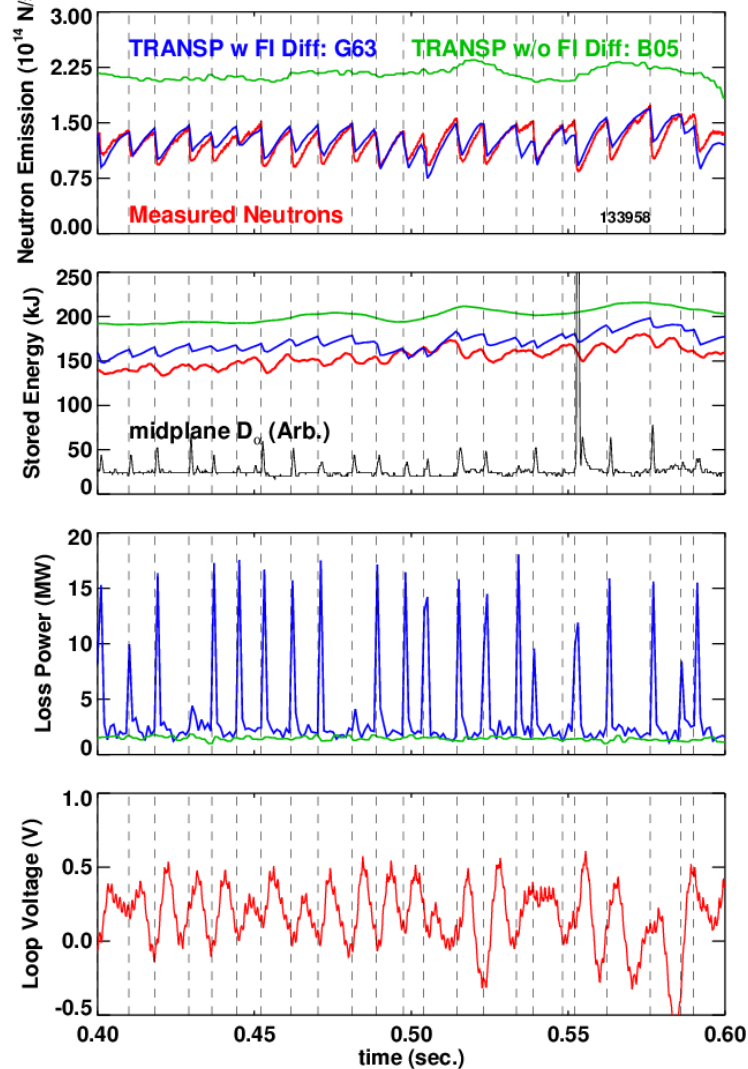 Neutron Emission (10¹⁴ N/
3.00
2.25
1.50
0.75
0.00
TRANSP w FI Diff: G63
TRANSP w/o FI Diff: B05
Measured Neutrons
133958
Stored Energy (kJ)
250
200
150
100
50
0
midplane Dα (Arb.)
Loss Power (MW)
20
15
10
5
0
Loop Voltage (V)
1.0
0.5
0.0
-0.5
0.40
0.45
0.50
0.55
0.60
time (sec.)